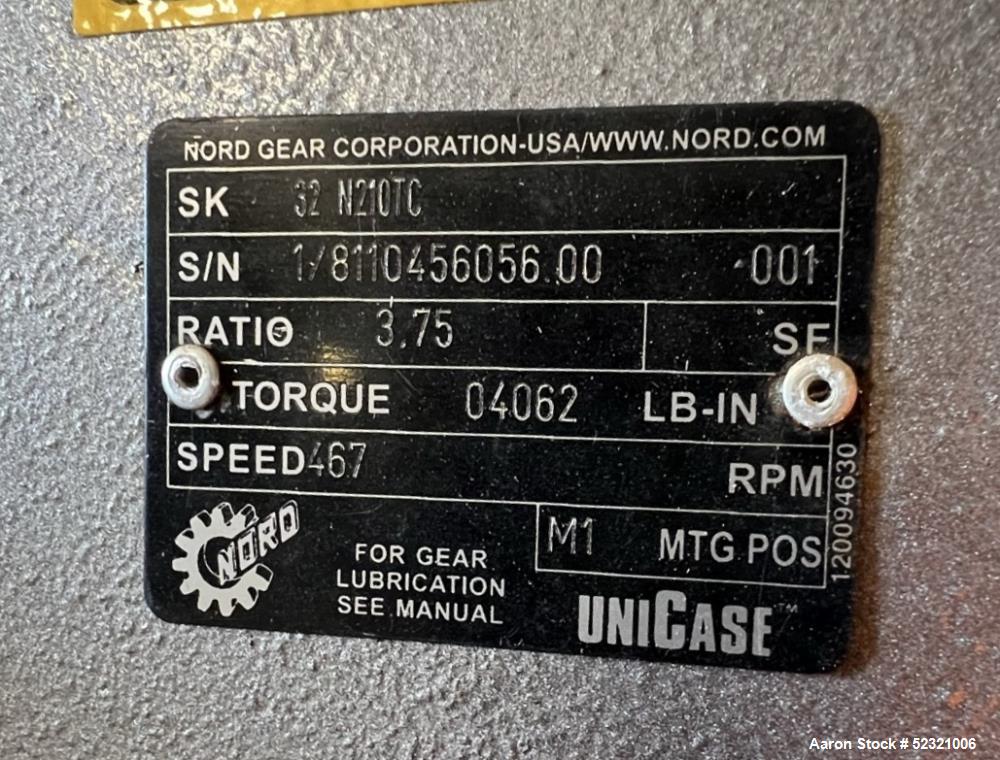 NORD GEAR CORPORATION-USA/WWW.NORD.COM
SK 32 N210TC
S/N 1/8110456056.00 -001
RATIO 3.75 SF
TORQUE 04062 LB-IN
SPEED 467 RPM
M1 MTG POS
120094630
NORD
FOR GEAR
LUBRICATION
SEE MANUAL
UNICASE™
Aaron Stock # 52321006